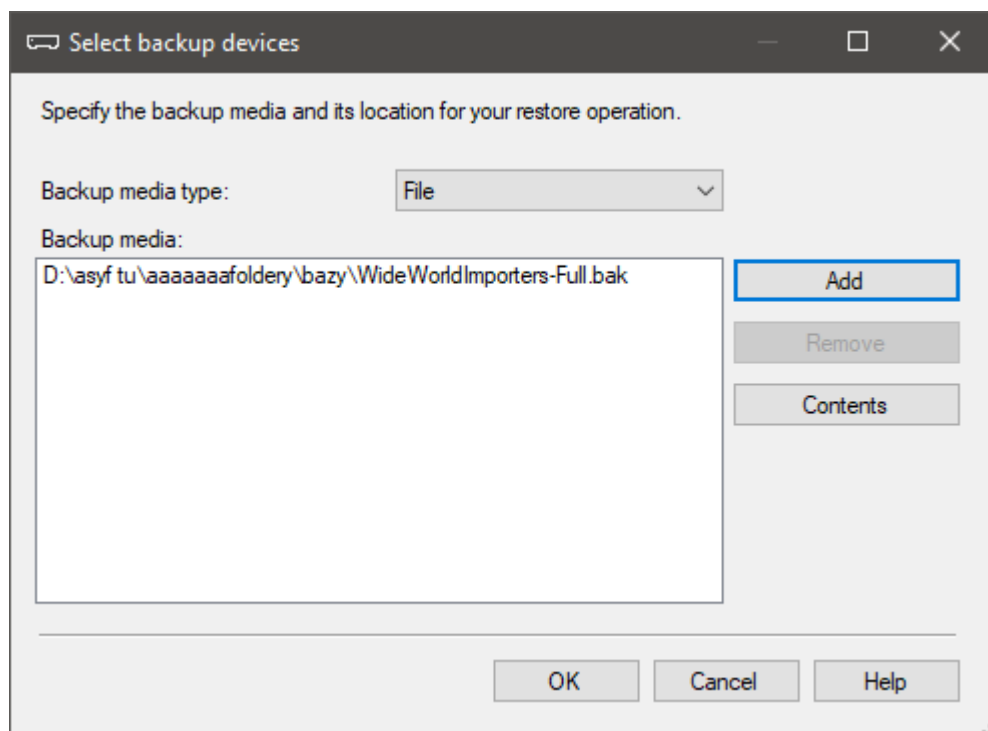 Select backup devices
Specify the backup media and its location for your restore operation.
Backup media type: File
Backup media:
D:\asyf tu\aaaaaaafoldery\bazy\WideWorldImporters-Full.bak
Add
Remove
Contents
OK Cancel Help